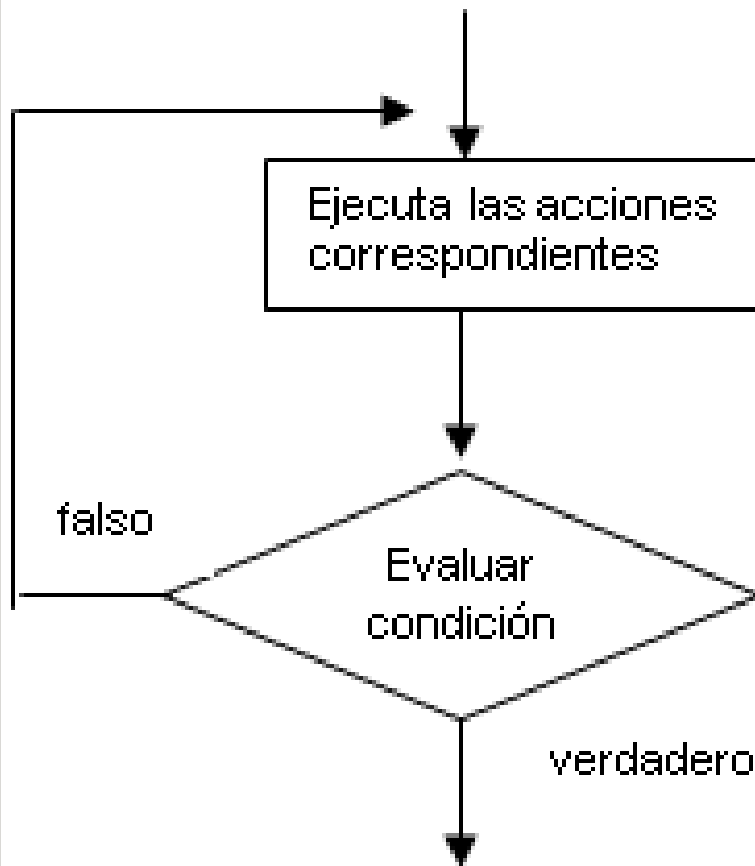 Ejecuta las acciones
correspondientes
falso
Evaluar
condición
verdadero